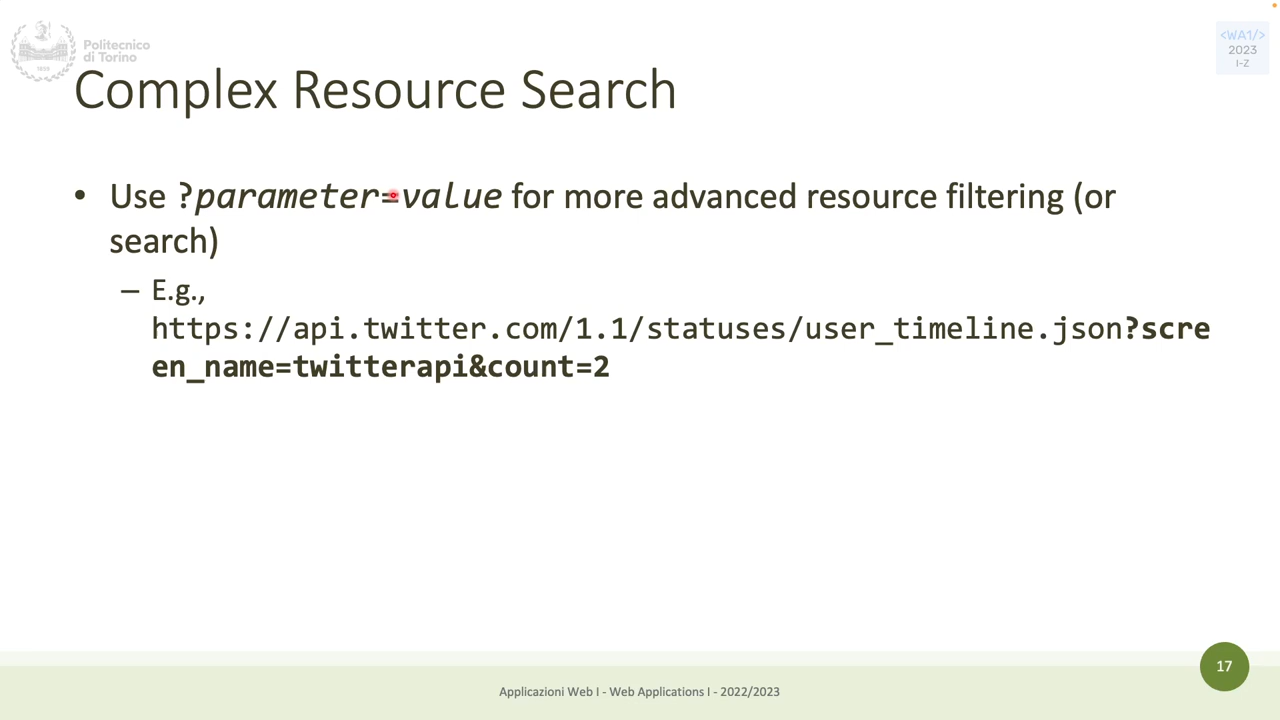 Politecnico
di Torino
1859
<WA1/>
2023
I-Z
Complex Resource Search
• Use ?parameter=value for more advanced resource filtering (or
search)
– E.g.,
https://api.twitter.com/1.1/statuses/user_timeline.json?scre
en_name=twitterapi&count=2
17
Applicazioni Web I - Web Applications I - 2022/2023